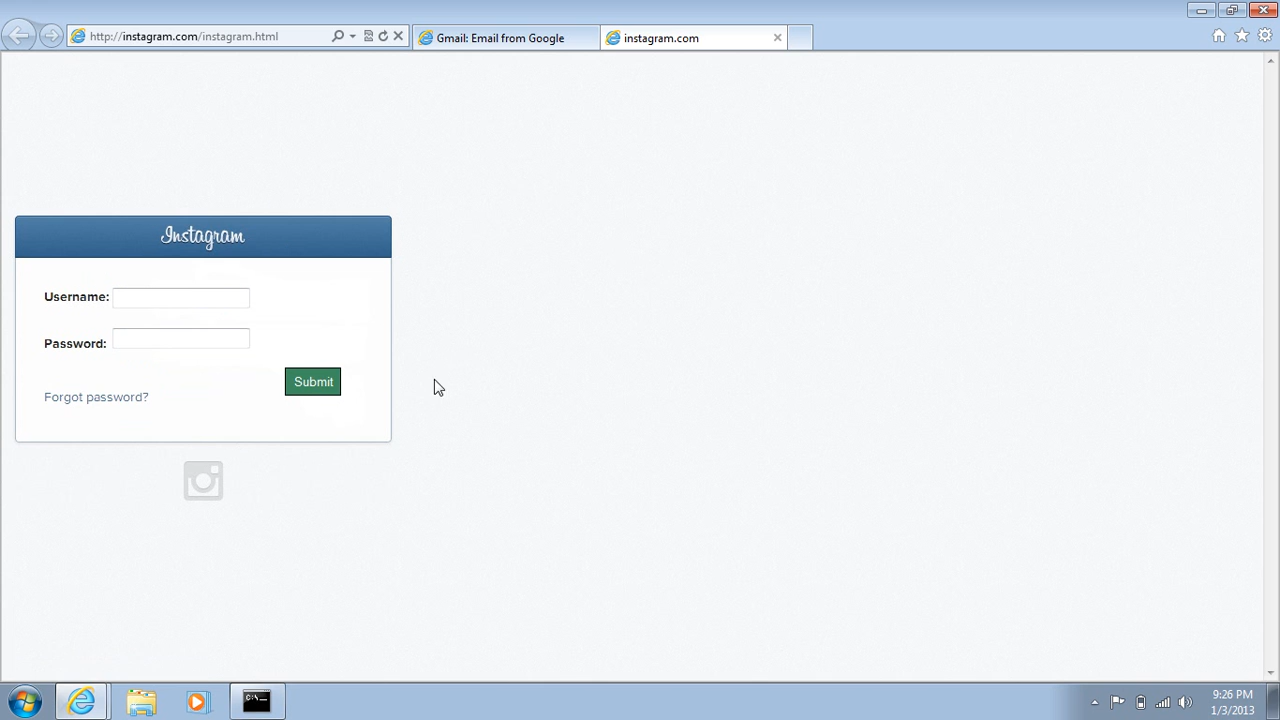 http://instagram.com/instagram.html
Gmail: Email from Google
instagram.com
Instagram
Username:
Password:
Submit
Forgot password?
C:\_
9:26 PM
1/3/2013